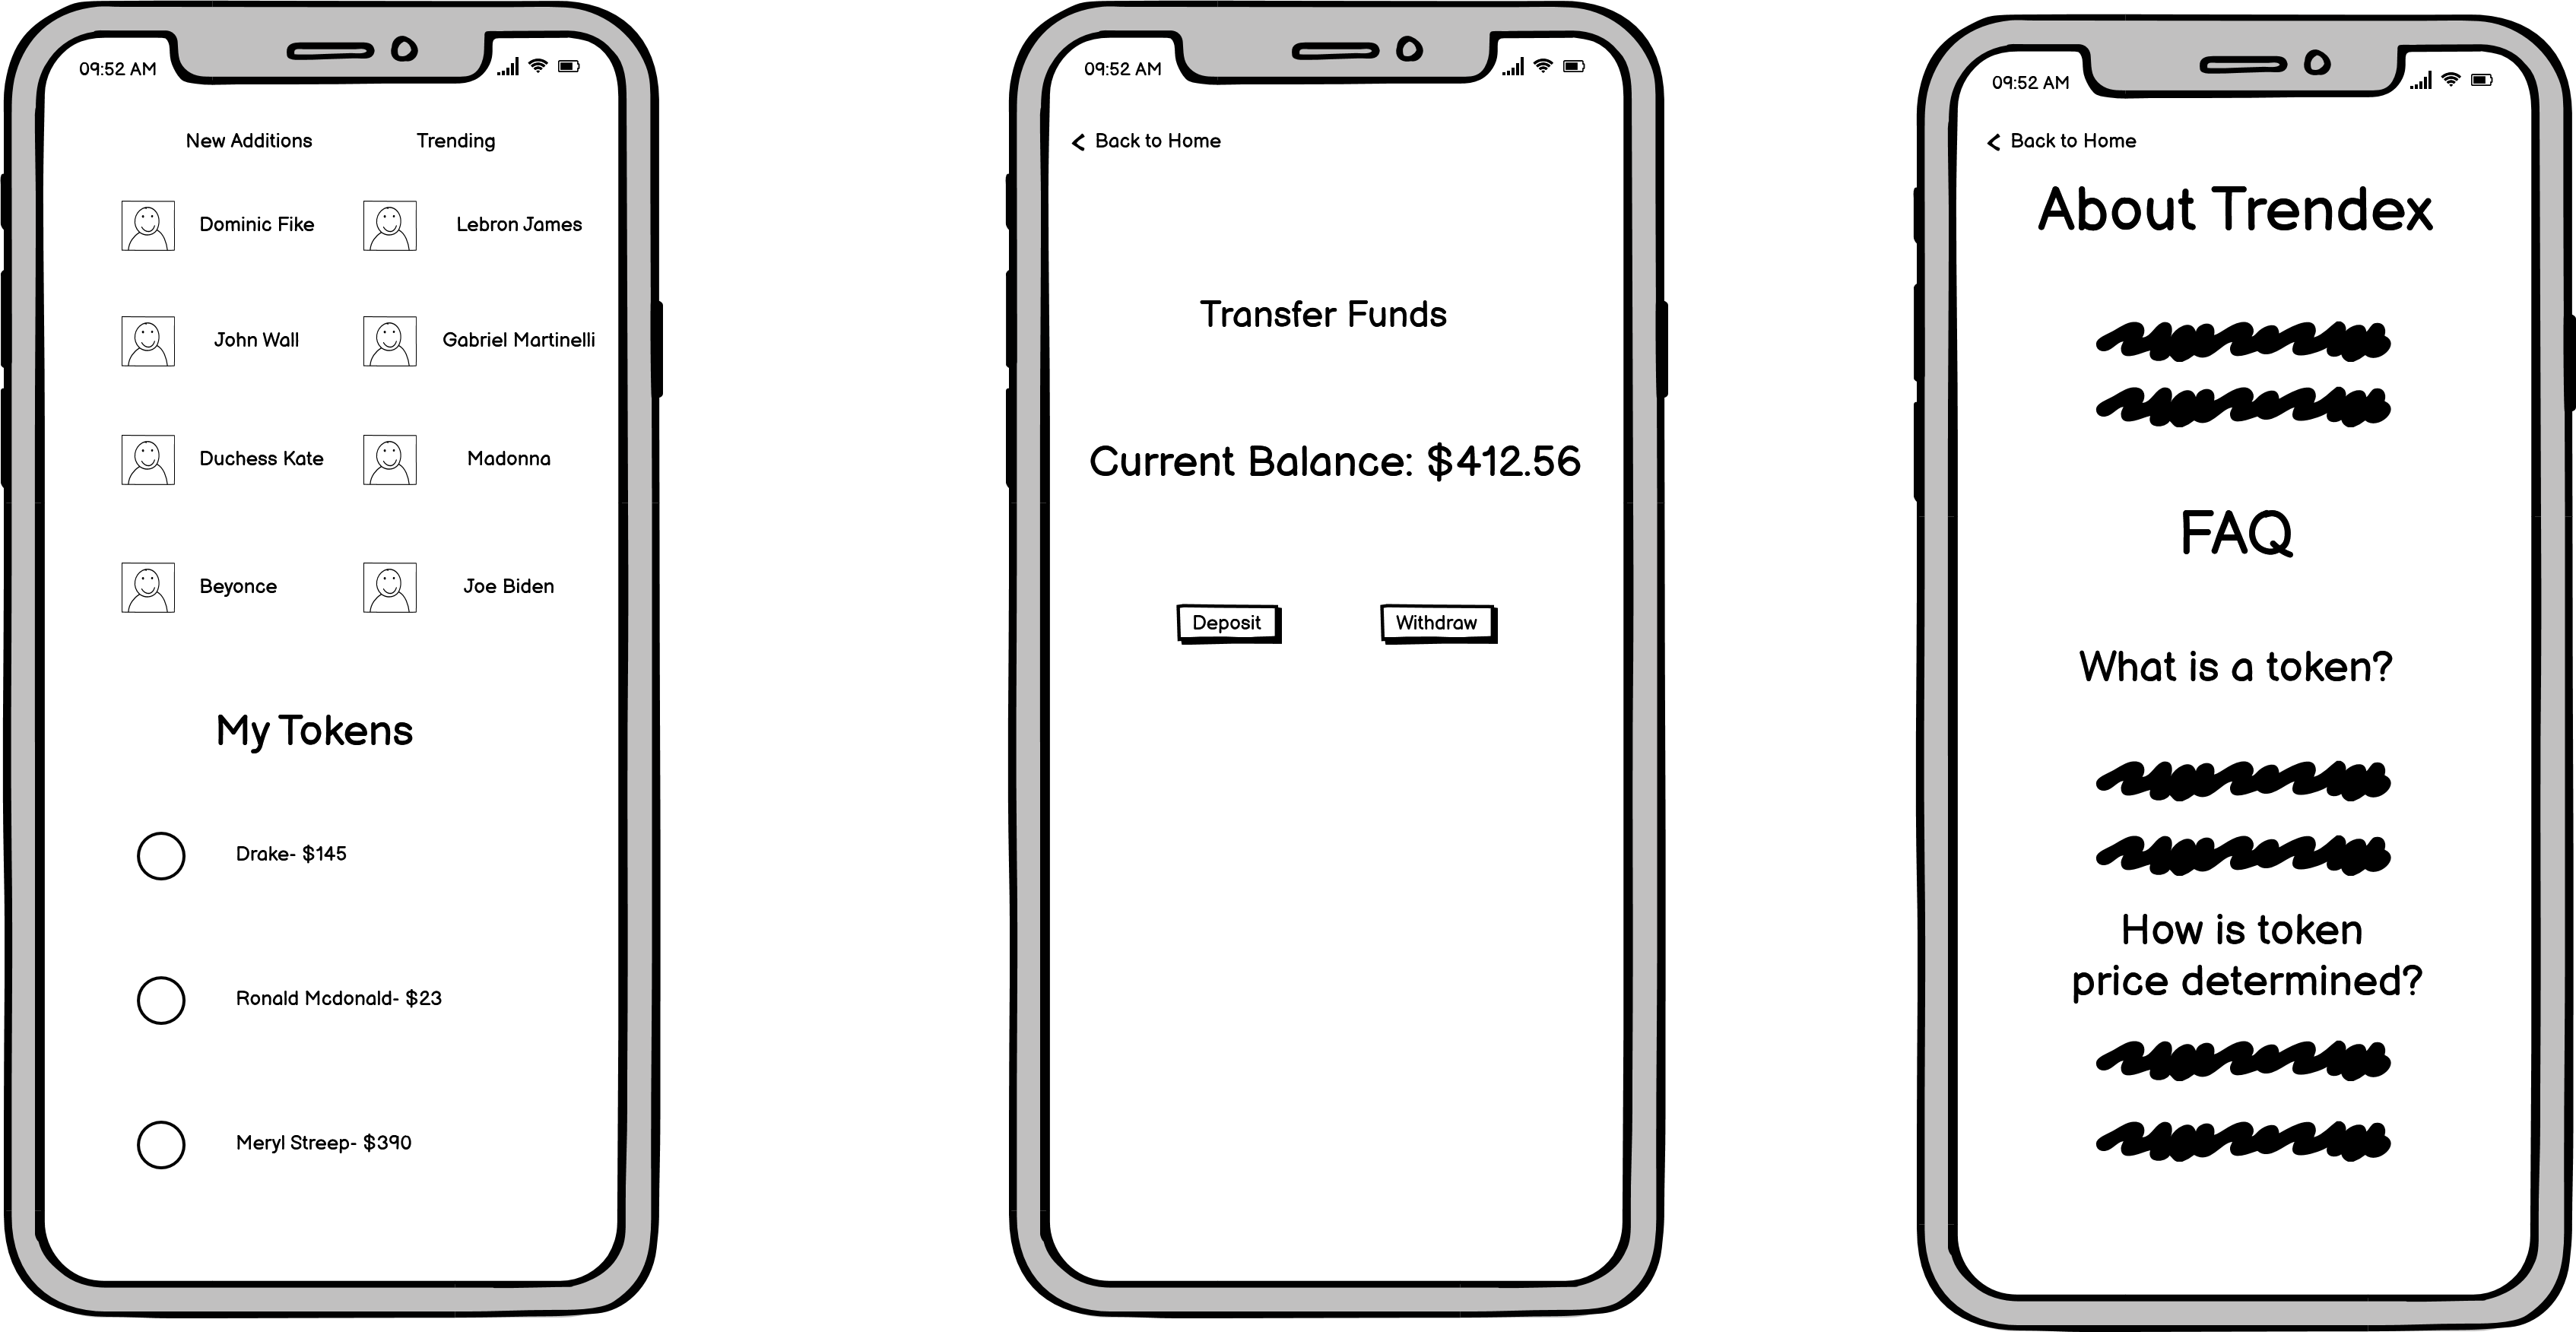 09:52 AM
New Additions Trending
Dominic Fike Lebron James
John Wall Gabriel Martinelli
Duchess Kate Madonna
Beyonce Joe Biden
My Tokens
Drake- $145
Ronald Mcdonald- $23
Meryl Streep- $390
09:52 AM
Back to Home
Transfer Funds
Current Balance: $412.56
Deposit Withdraw
09:52 AM
Back to Home
About Trendex
FAQ
What is a token?
How is token
price determined?